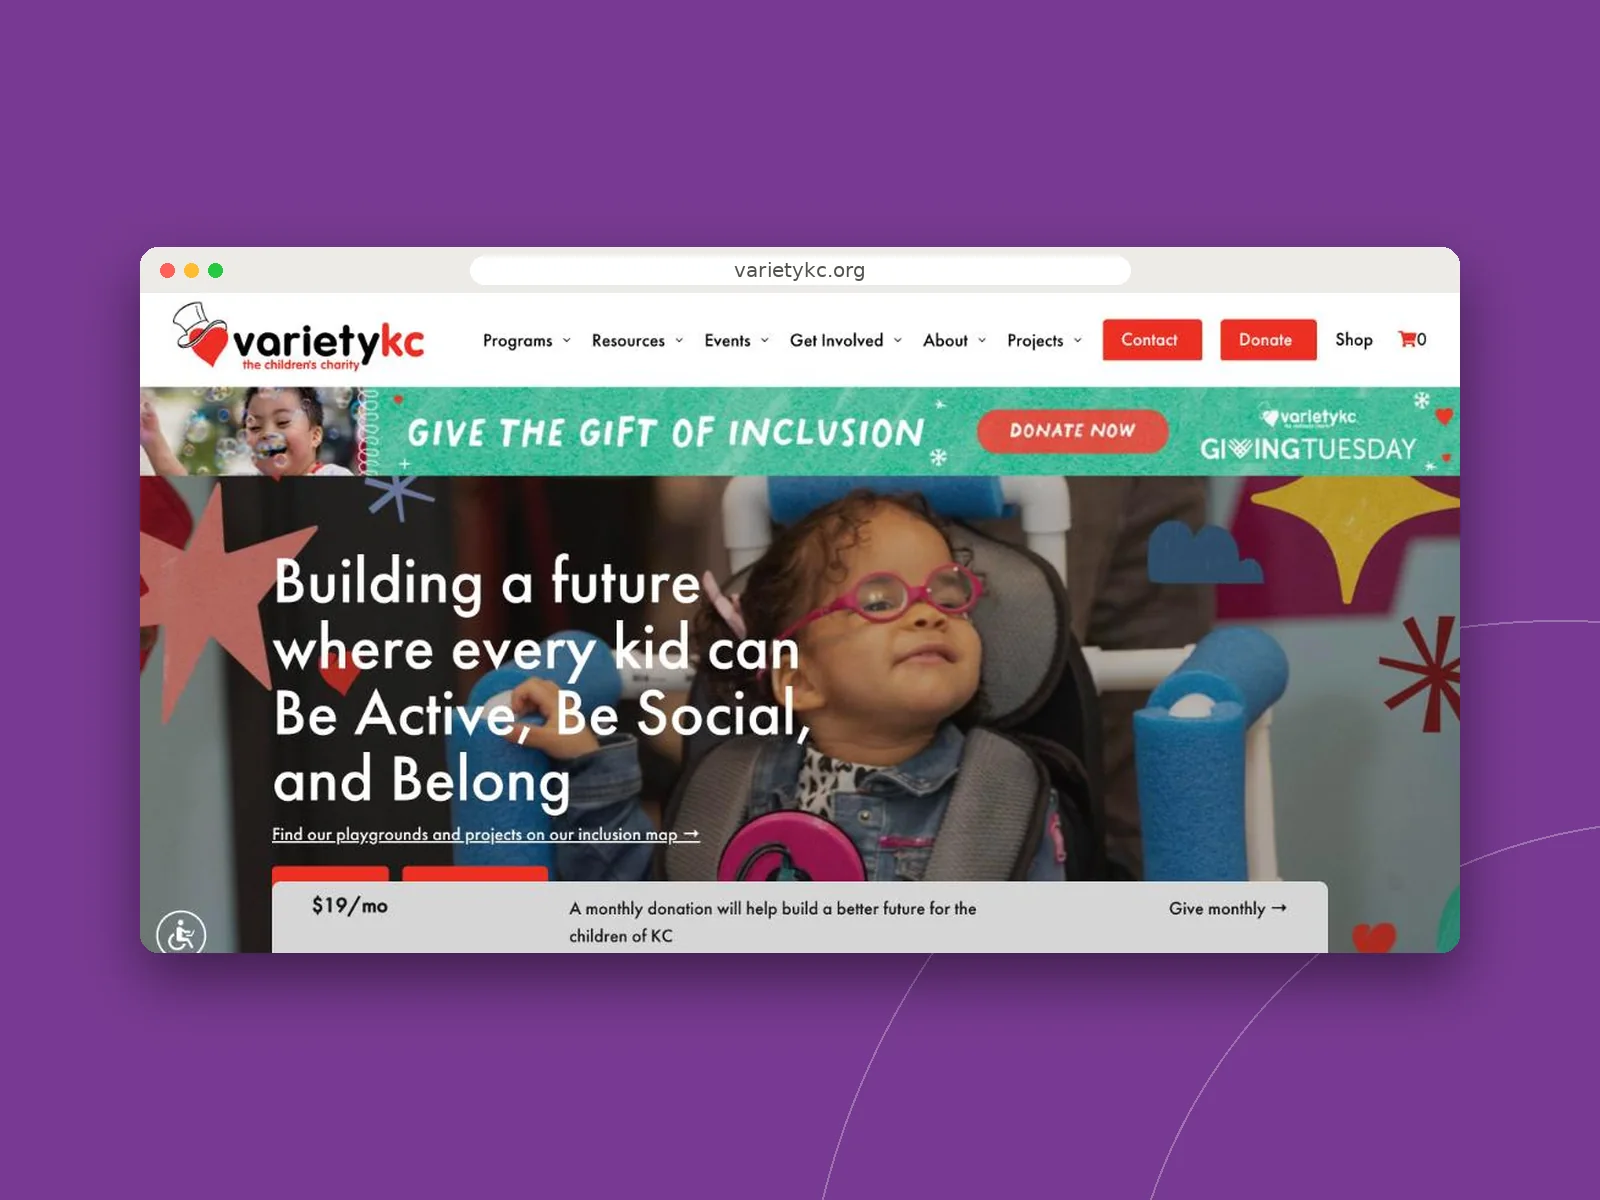 varietykc.org
varietykc
the children's charity
Programs
Resources
Events
Get Involved
About
Projects
Contact
Donate
Shop
0
GIVE THE GIFT OF INCLUSION
DONATE NOW
varietykc
GIVINGTUESDAY
Building a future
where every kid can
Be Active, Be Social,
and Belong
Find our playgrounds and projects on our inclusion map →
$19/mo
A monthly donation will help build a better future for the
children of KC
Give monthly →